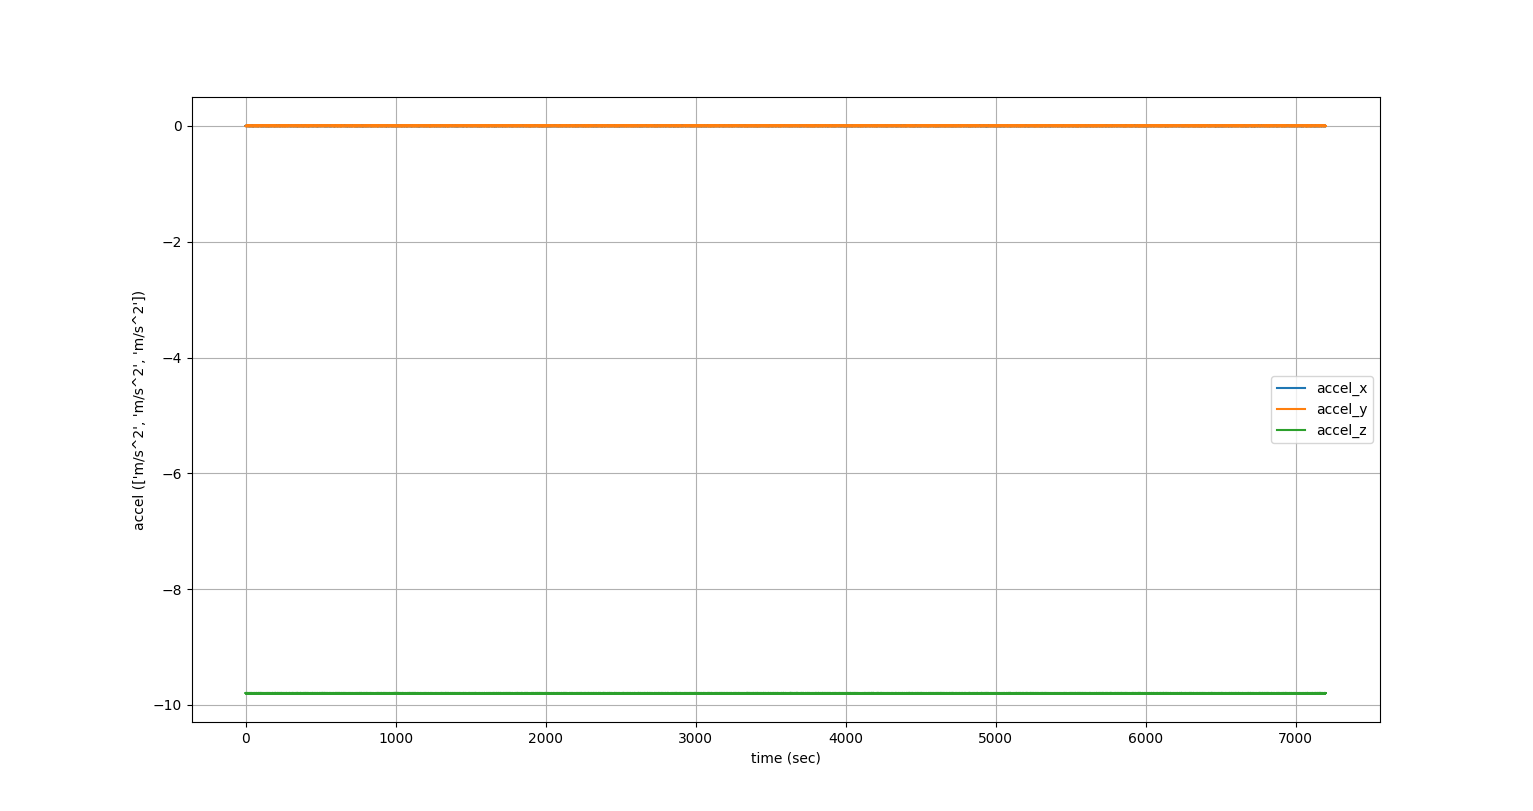 0
−2
−4
−6
−8
−10
accel (['m/s^2', 'm/s^2', 'm/s^2'])
accel_x
accel_y
accel_z
0 1000 2000 3000 4000 5000 6000 7000
time (sec)